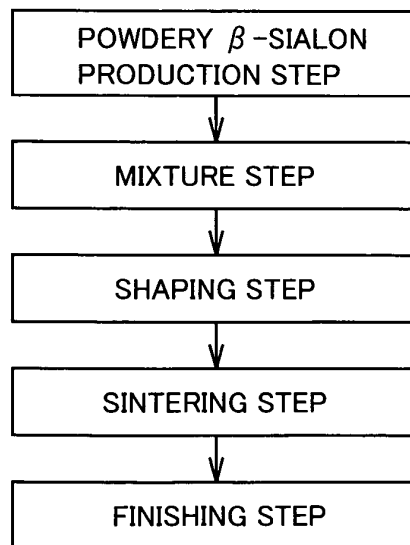 POWDERY β-SIALON
PRODUCTION STEP
MIXTURE STEP
SHAPING STEP
SINTERING STEP
FINISHING STEP